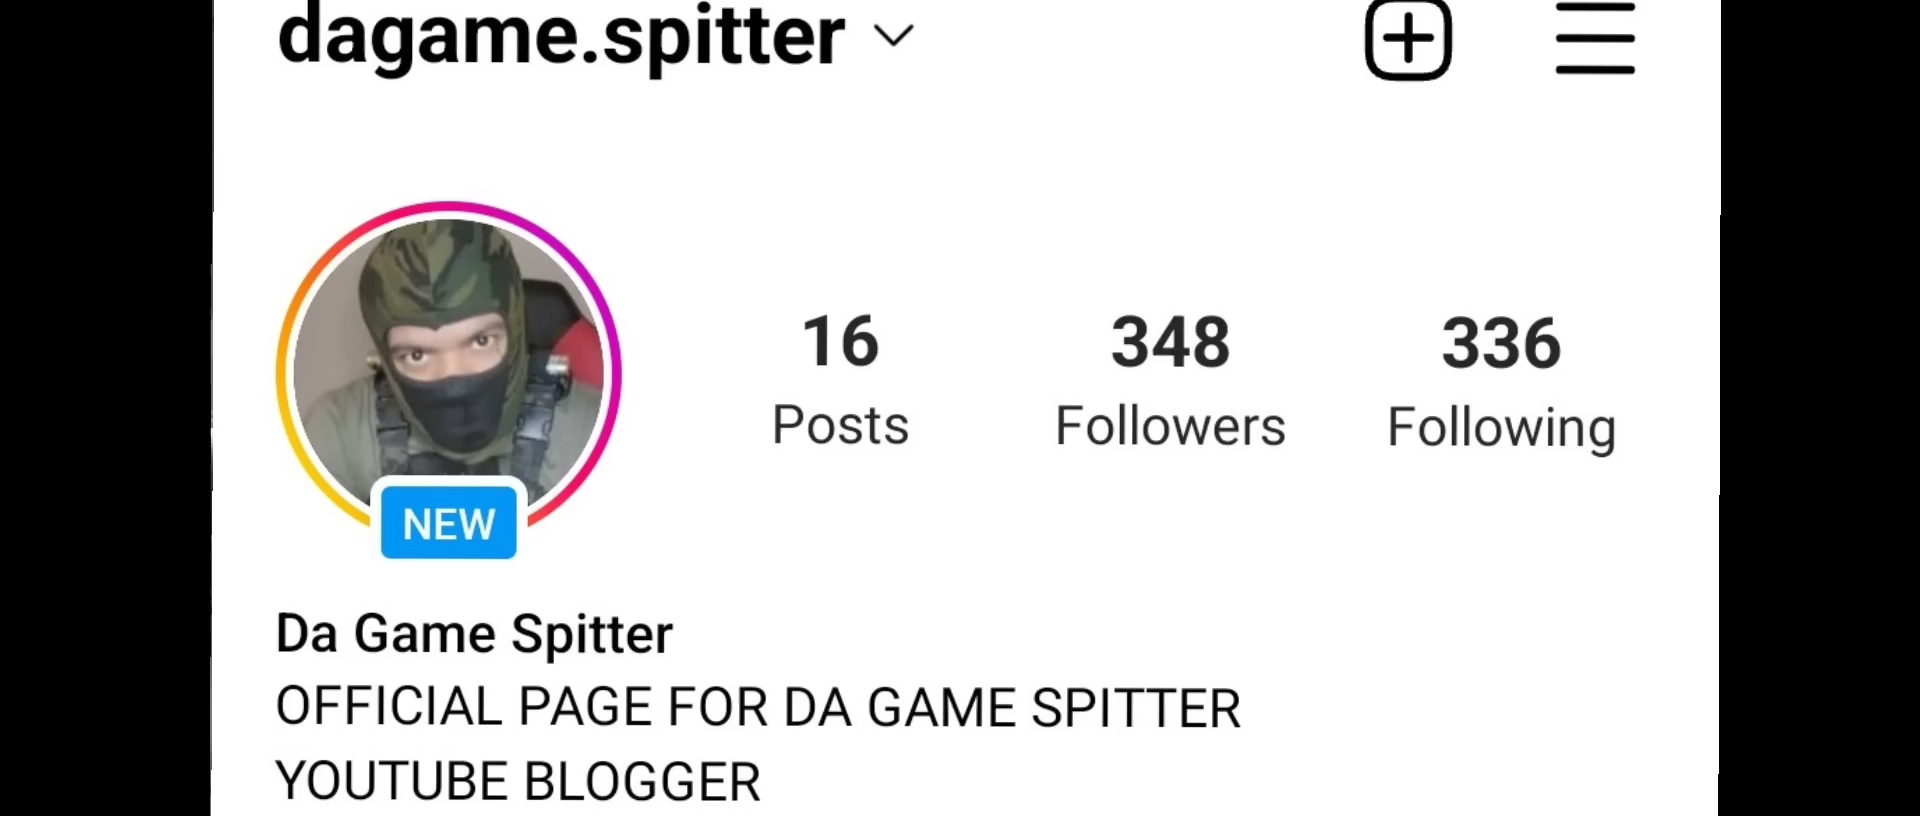 dagame.spitter
16
348
336
Posts
Followers
Following
NEW
Da Game Spitter
OFFICIAL PAGE FOR DA GAME SPITTER
YOUTUBE BLOGGER